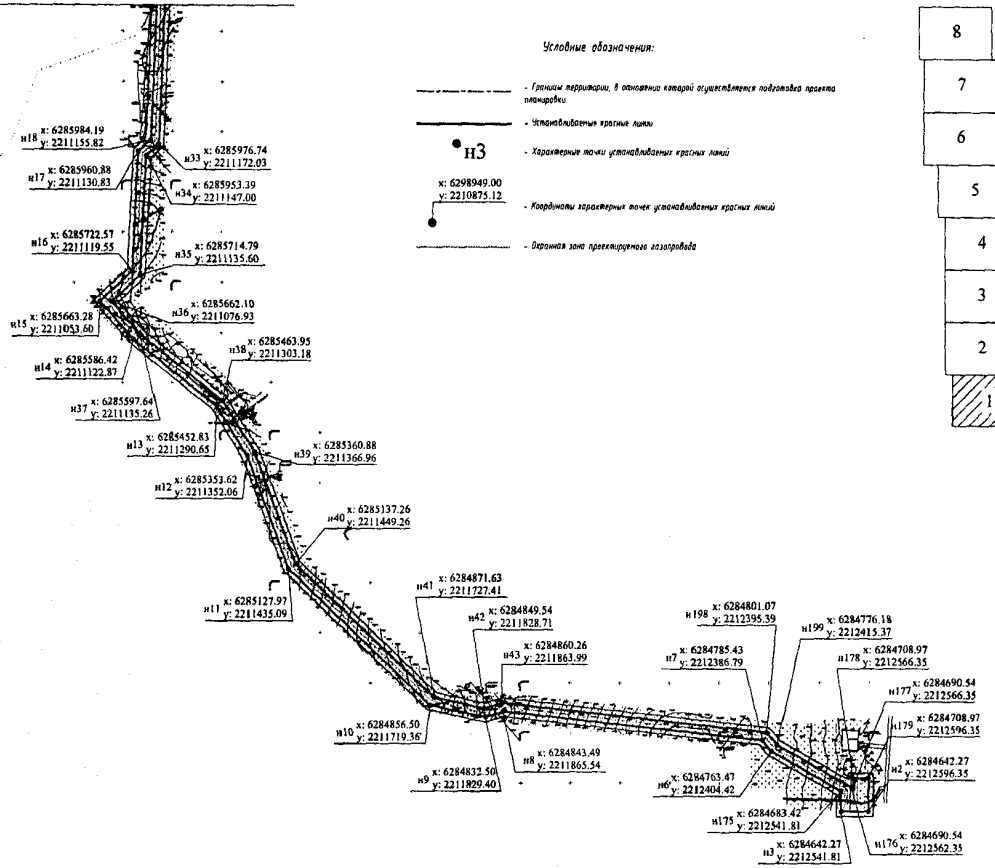 Условные обозначения:
- Границы территории, в отношении которой осуществляется подготовка проекта
планировки
- Устанавливаемые красные линии
н3
- Характерные точки устанавливаемых красных линий
x: 6298949.00
y: 2210875.12
- Координаты характерных точек устанавливаемых красных линий
- Охранная зона проектируемого газопровода
8
7
6
5
4
3
2
1
н18 x: 6285984.19
y: 2211155.82
н33 x: 6285976.74
y: 2211172.03
н17 x: 6285960.88
y: 2211130.83
н34 x: 6285953.39
y: 2211147.00
н16 x: 6285722.57
y: 2211119.55
н35 x: 6285714.79
y: 2211135.60
н15 x: 6285663.28
y: 2211053.60
н36 x: 6285662.10
y: 2211076.93
н14 x: 6285586.42
y: 2211122.87
н38 x: 6285463.95
y: 2211303.18
н37 x: 6285597.64
y: 2211135.26
н13 x: 6285452.83
y: 2211290.65
н39 x: 6285360.88
y: 2211366.96
н12 x: 6285353.62
y: 2211352.06
н40 x: 6285137.26
y: 2211449.26
н11 x: 6285127.97
y: 2211435.09
н41 x: 6284871.63
y: 2211727.41
н42 x: 6284849.54
y: 2211828.71
н43 x: 6284860.26
y: 2211863.99
н198 x: 6284801.07
y: 2212395.39
н199 x: 6284776.18
y: 2212415.37
н7 x: 6284785.43
y: 2212386.79
н178 x: 6284708.97
y: 2212566.35
н177 x: 6284690.54
y: 2212566.35
н179 x: 6284708.97
y: 2212596.35
н10 x: 6284856.50
y: 2211719.36
н9 x: 6284832.50
y: 2211829.40
н8 x: 6284843.49
y: 2211865.54
н6 x: 6284763.47
y: 2212404.42
н2 x: 6284642.27
y: 2212596.35
н175 x: 6284683.42
y: 2212541.81
н3 x: 6284642.27
y: 2212541.81
н176 x: 6284690.54
y: 2212562.35